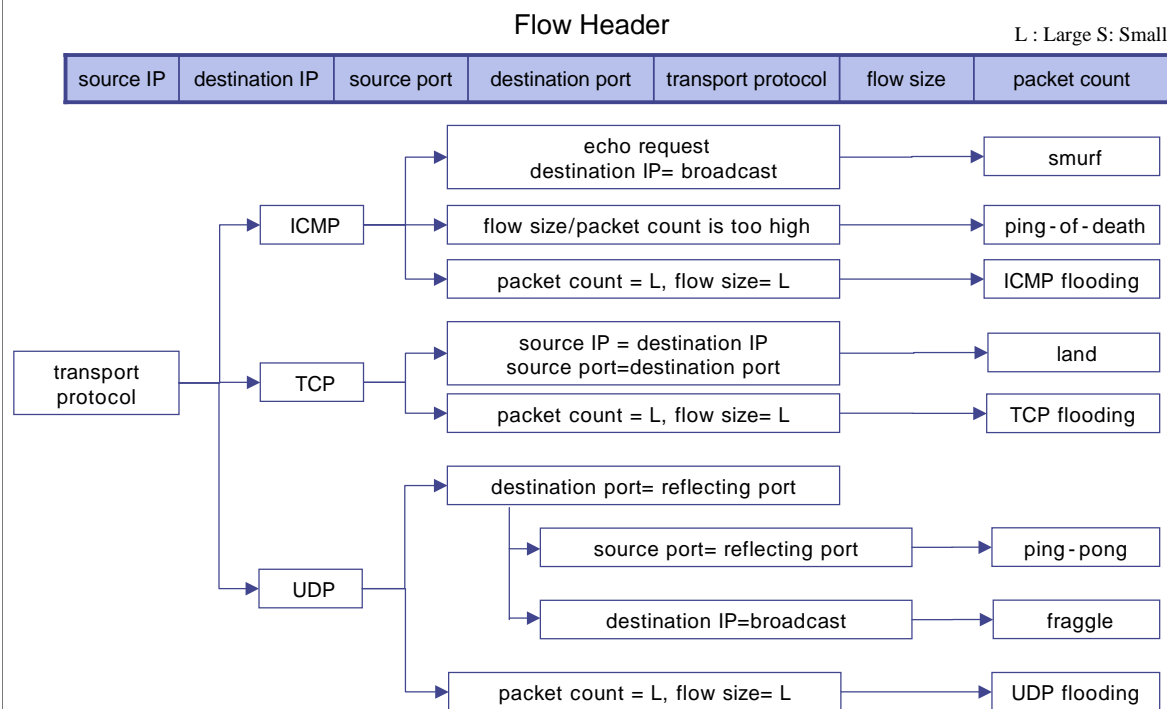 Flow Header
L : Large S: Small
source IP
destination IP
source port
destination port
transport protocol
flow size
packet count
echo request
destination IP= broadcast
smurf
ICMP
flow size/packet count is too high
ping-of-death
packet count = L, flow size= L
ICMP flooding
transport
protocol
TCP
source IP = destination IP
source port=destination port
land
packet count = L, flow size= L
TCP flooding
destination port= reflecting port
source port= reflecting port
ping-pong
UDP
destination IP=broadcast
fraggle
packet count = L, flow size= L
UDP flooding